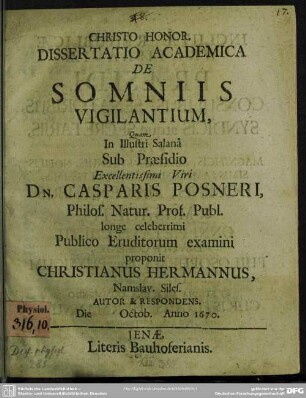 17.
CHRISTO HONOR.
DISSERTATIO ACADEMICA
DE
SOMNIIS
VIGILANTIUM,
Quam
In Illustri Salanâ
Sub Præsidio
Excellentissimi Viri
DN. CASPARIS POSNERI,
Philos. Natur. Prof. Publ.
longe celeberrimi
Publico Eruditorum examini
proponit
CHRISTIANUS HERMANNUS,
Namslav. Siles.
AUTOR & RESPONDENS.
Die Octob. Anno 1670.
Physiol.
316,10.
JENÆ,
Literis Bauhoferianis.